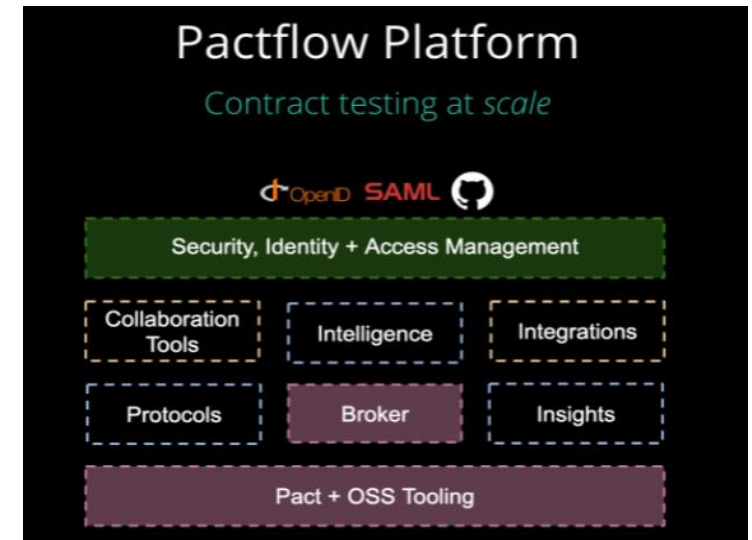 Pactflow Platform
Contract testing at scale
OpenID SAML
Security, Identity + Access Management
Collaboration
Tools
Intelligence
Integrations
Protocols
Broker
Insights
Pact + OSS Tooling